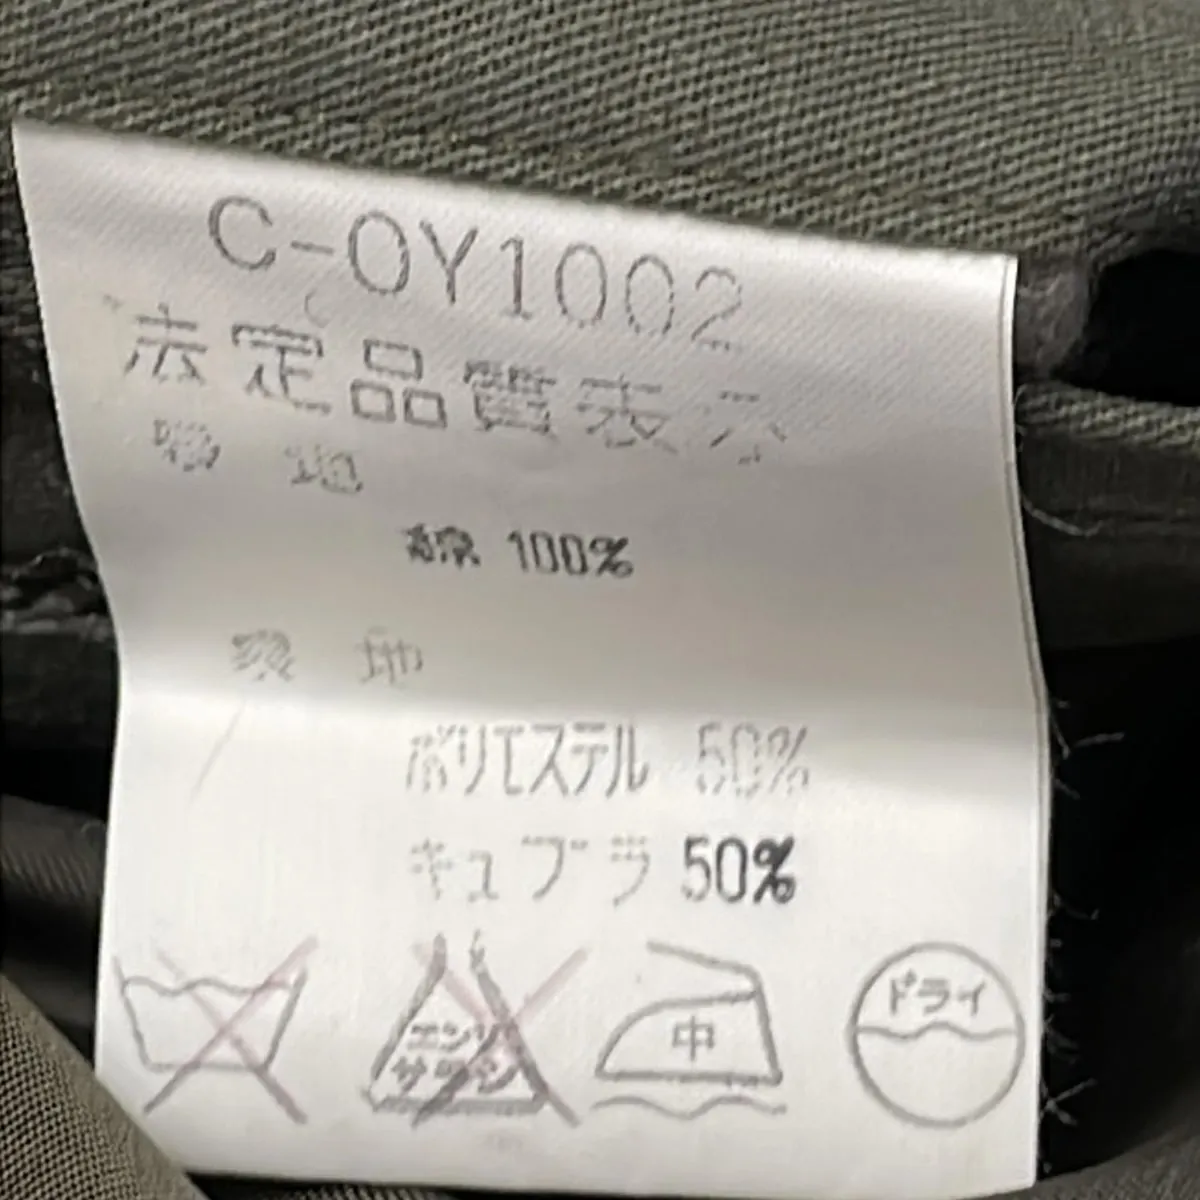 C-OY1002
法定品質表示
表 地
綿 100%
裏 地
ポリエステル 50%
キュプラ 50%
エンソ
サラシ
中
ドライ